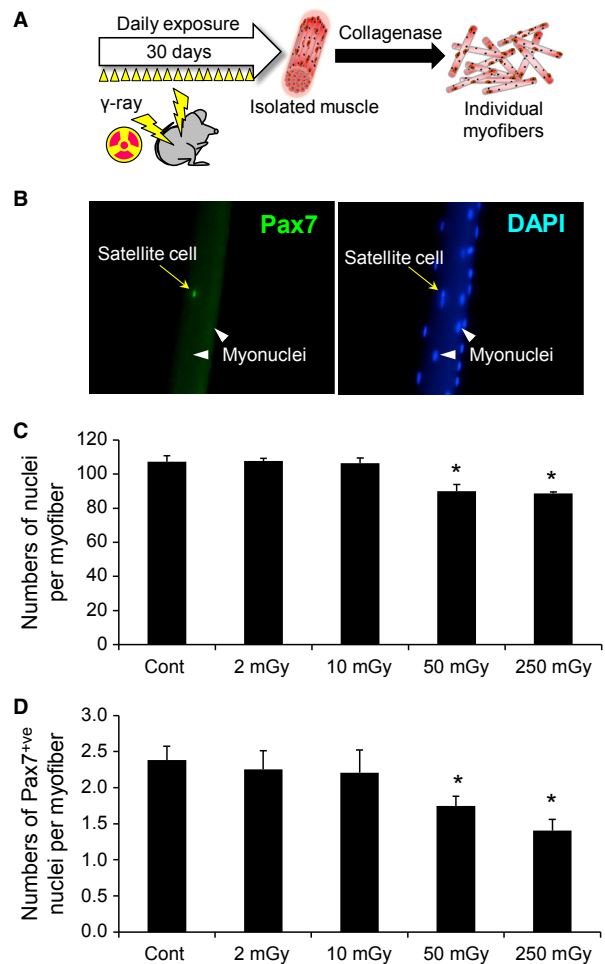 A
Daily exposure
30 days
γ-ray
Isolated muscle
Collagenase
Individual
myofibers
B
Pax7
Satellite cell
Myonuclei
DAPI
Satellite cell
Myonuclei
C
Numbers of nuclei
per myofiber
120
100
80
60
40
20
0
*
*
Cont
2 mGy
10 mGy
50 mGy
250 mGy
D
Numbers of Pax7+ve
nuclei per myofiber
3.0
2.5
2.0
1.5
1.0
0.5
0.0
*
*
Cont
2 mGy
10 mGy
50 mGy
250 mGy